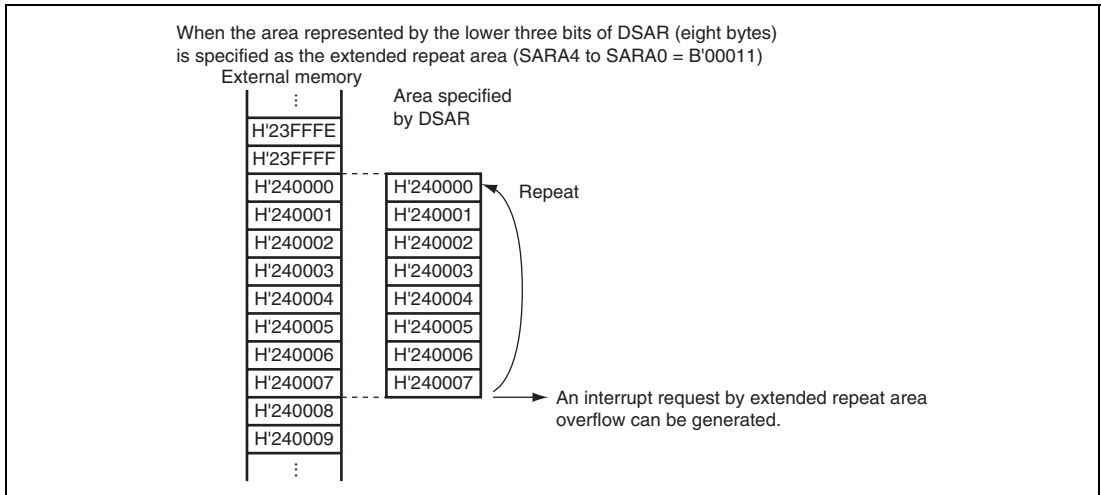 When the area represented by the lower three bits of DSAR (eight bytes)
is specified as the extended repeat area (SARA4 to SARA0 = B'00011)
External memory
⋮
H'23FFFE
H'23FFFF
H'240000
H'240001
H'240002
H'240003
H'240004
H'240005
H'240006
H'240007
H'240008
H'240009
⋮
Area specified
by DSAR
H'240000
H'240001
H'240002
H'240003
H'240004
H'240005
H'240006
H'240007
Repeat
An interrupt request by extended repeat area
overflow can be generated.